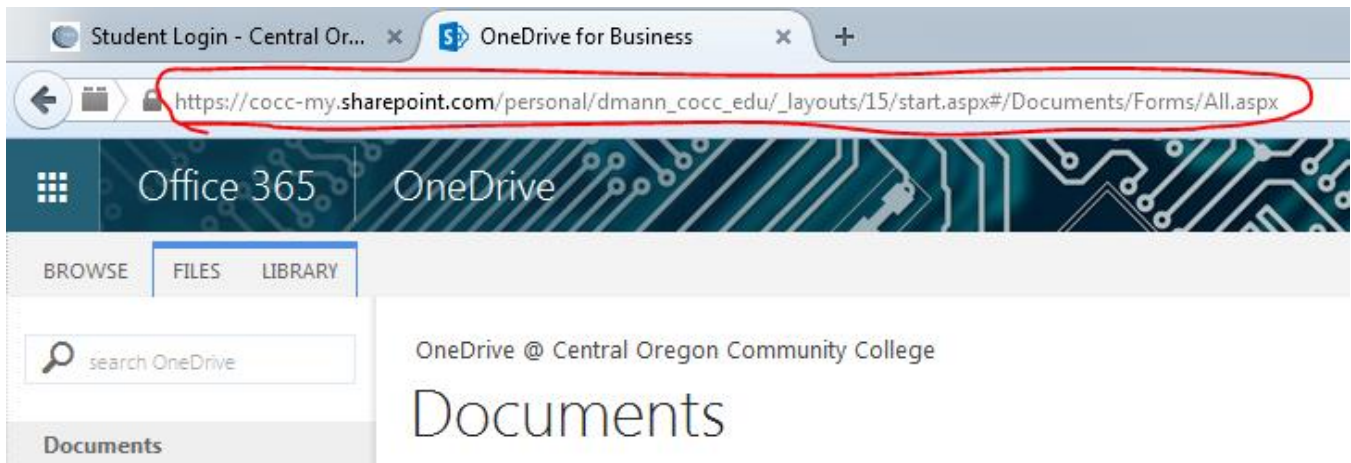 Student Login - Central Or... × OneDrive for Business × +
https://cocc-my.sharepoint.com/personal/dmann_cocc_edu/_layouts/15/start.aspx#/Documents/Forms/All.aspx
Office 365 OneDrive
BROWSE FILES LIBRARY
search OneDrive
OneDrive @ Central Oregon Community College
Documents
Documents